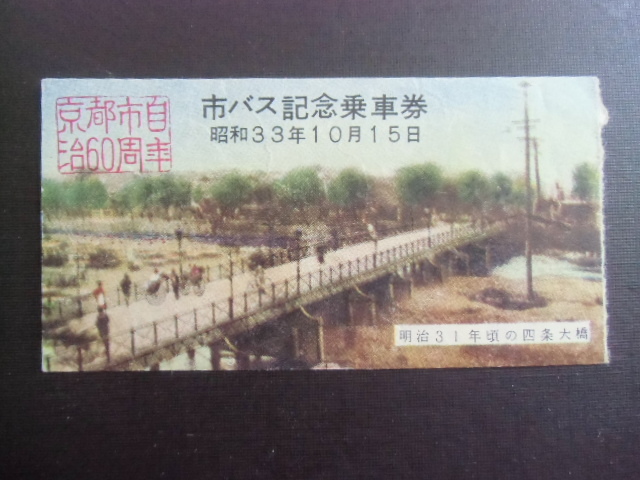 京都市自
治60周年
市バス記念乗車券
昭和33年10月15日
明治31年頃の四条大橋